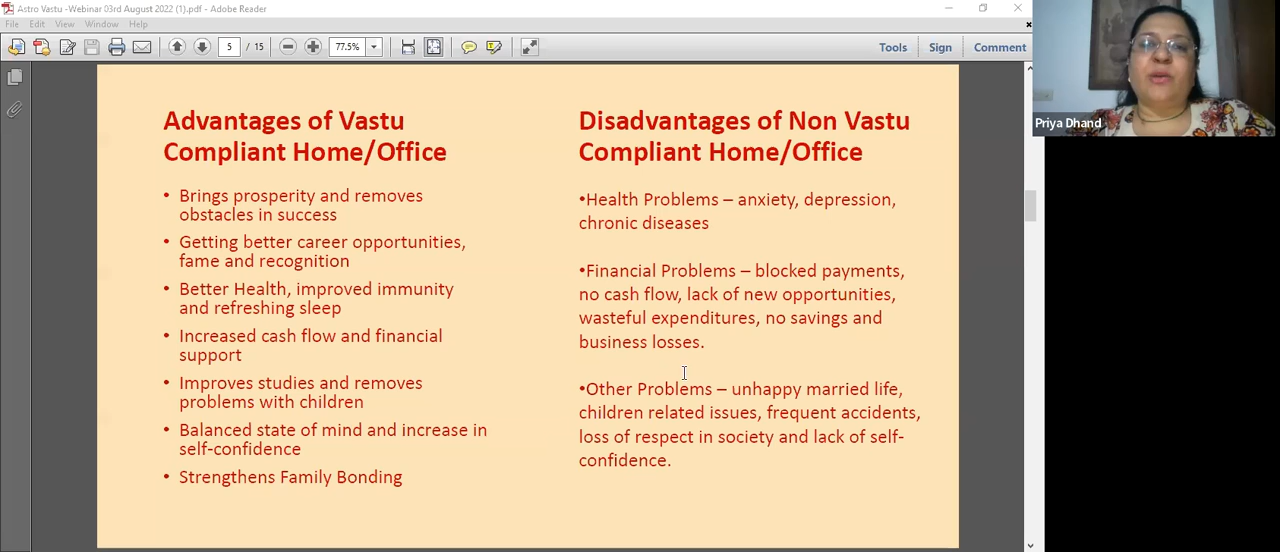 Astro Vastu -Webinar 03rd August 2022 (1).pdf - Adobe Reader
File Edit View Window Help
5 / 15
77.5%
Tools Sign Comment
Priya Dhand
Advantages of Vastu
Compliant Home/Office
• Brings prosperity and removes
obstacles in success
• Getting better career opportunities,
fame and recognition
• Better Health, improved immunity
and refreshing sleep
• Increased cash flow and financial
support
• Improves studies and removes
problems with children
• Balanced state of mind and increase in
self-confidence
• Strengthens Family Bonding
Disadvantages of Non Vastu
Compliant Home/Office
•Health Problems – anxiety, depression,
chronic diseases
•Financial Problems – blocked payments,
no cash flow, lack of new opportunities,
wasteful expenditures, no savings and
business losses.
•Other Problems – unhappy married life,
children related issues, frequent accidents,
loss of respect in society and lack of self-
confidence.